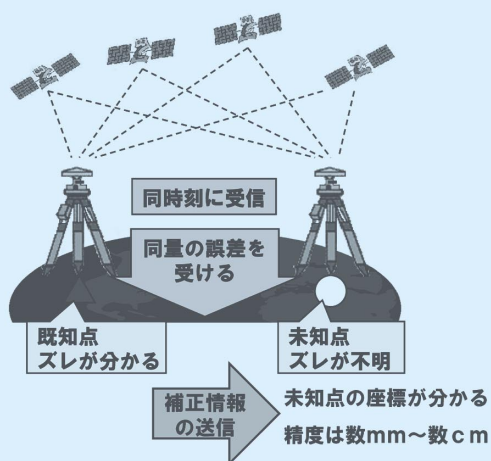 同時刻に受信
同量の誤差を
受ける
既知点
ズレが分かる
未知点
ズレが不明
補正情報
の送信
未知点の座標が分かる
精度は数mm～数cm